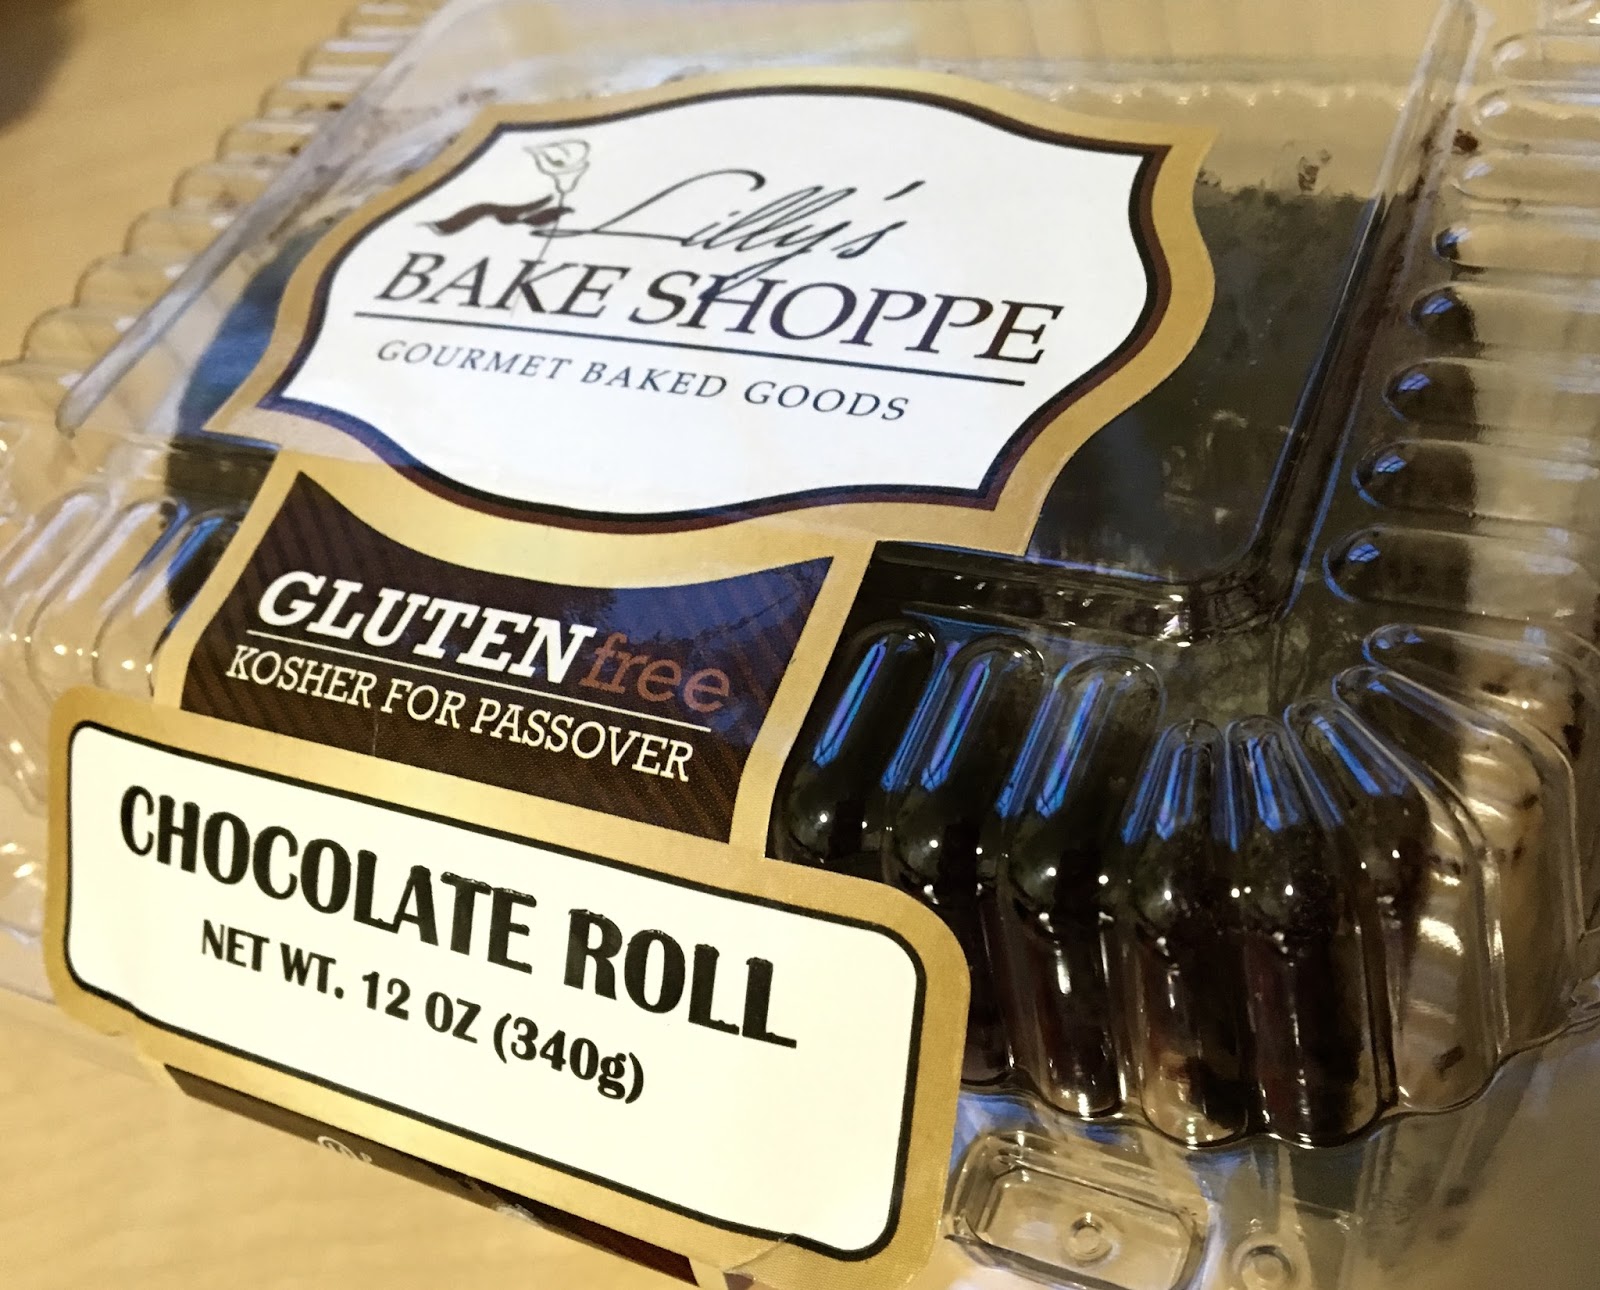 Lilly's
BAKE SHOPPE
GOURMET BAKED GOODS
GLUTEN free
KOSHER FOR PASSOVER
CHOCOLATE ROLL
NET WT. 12 OZ (340g)